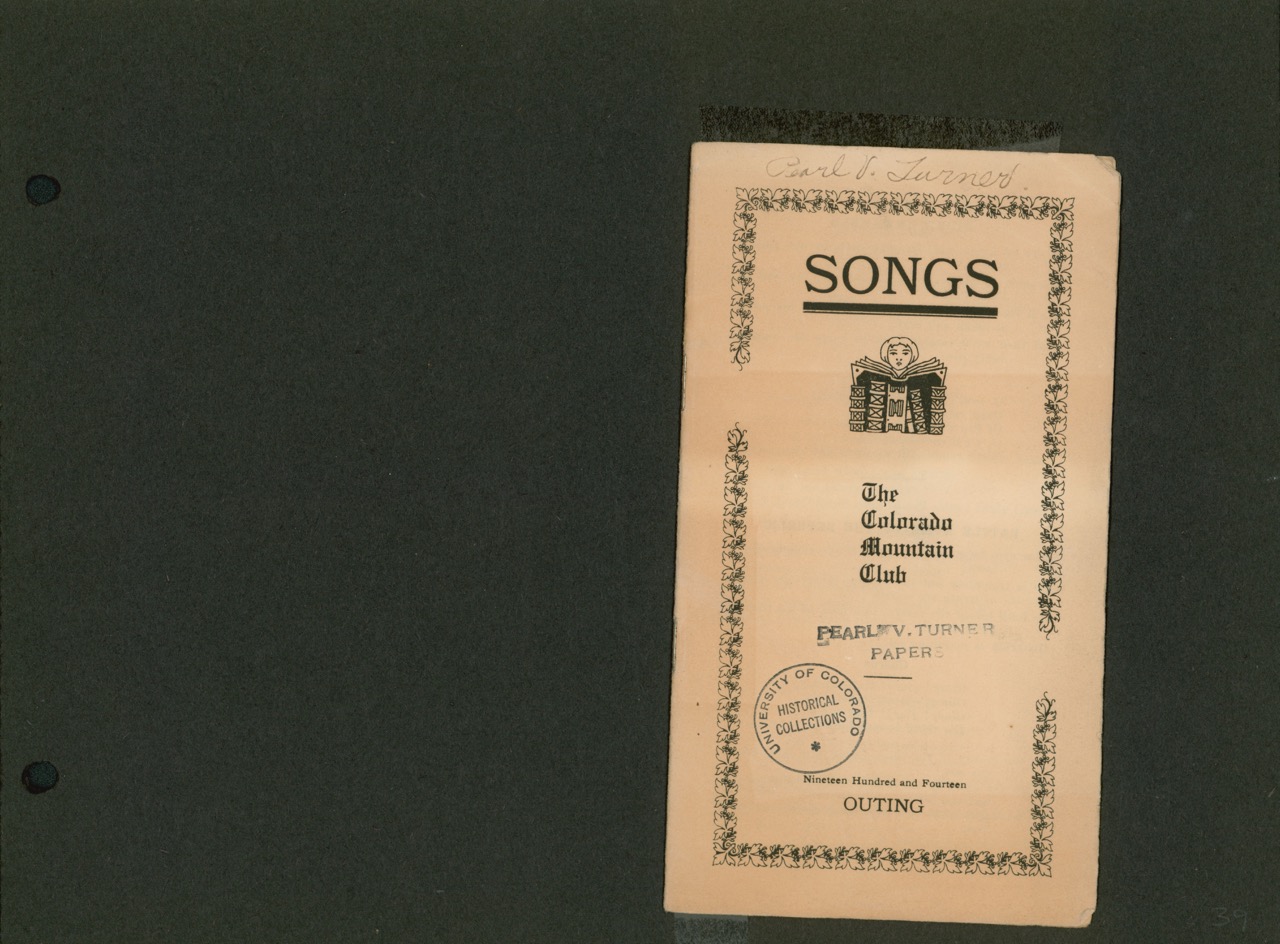 Pearl V. Turner.
SONGS
The
Colorado
Mountain
Club
PEARL V. TURNER
PAPERS
UNIVERSITY OF COLORADO
HISTORICAL
COLLECTIONS
*
Nineteen Hundred and Fourteen
OUTING
39